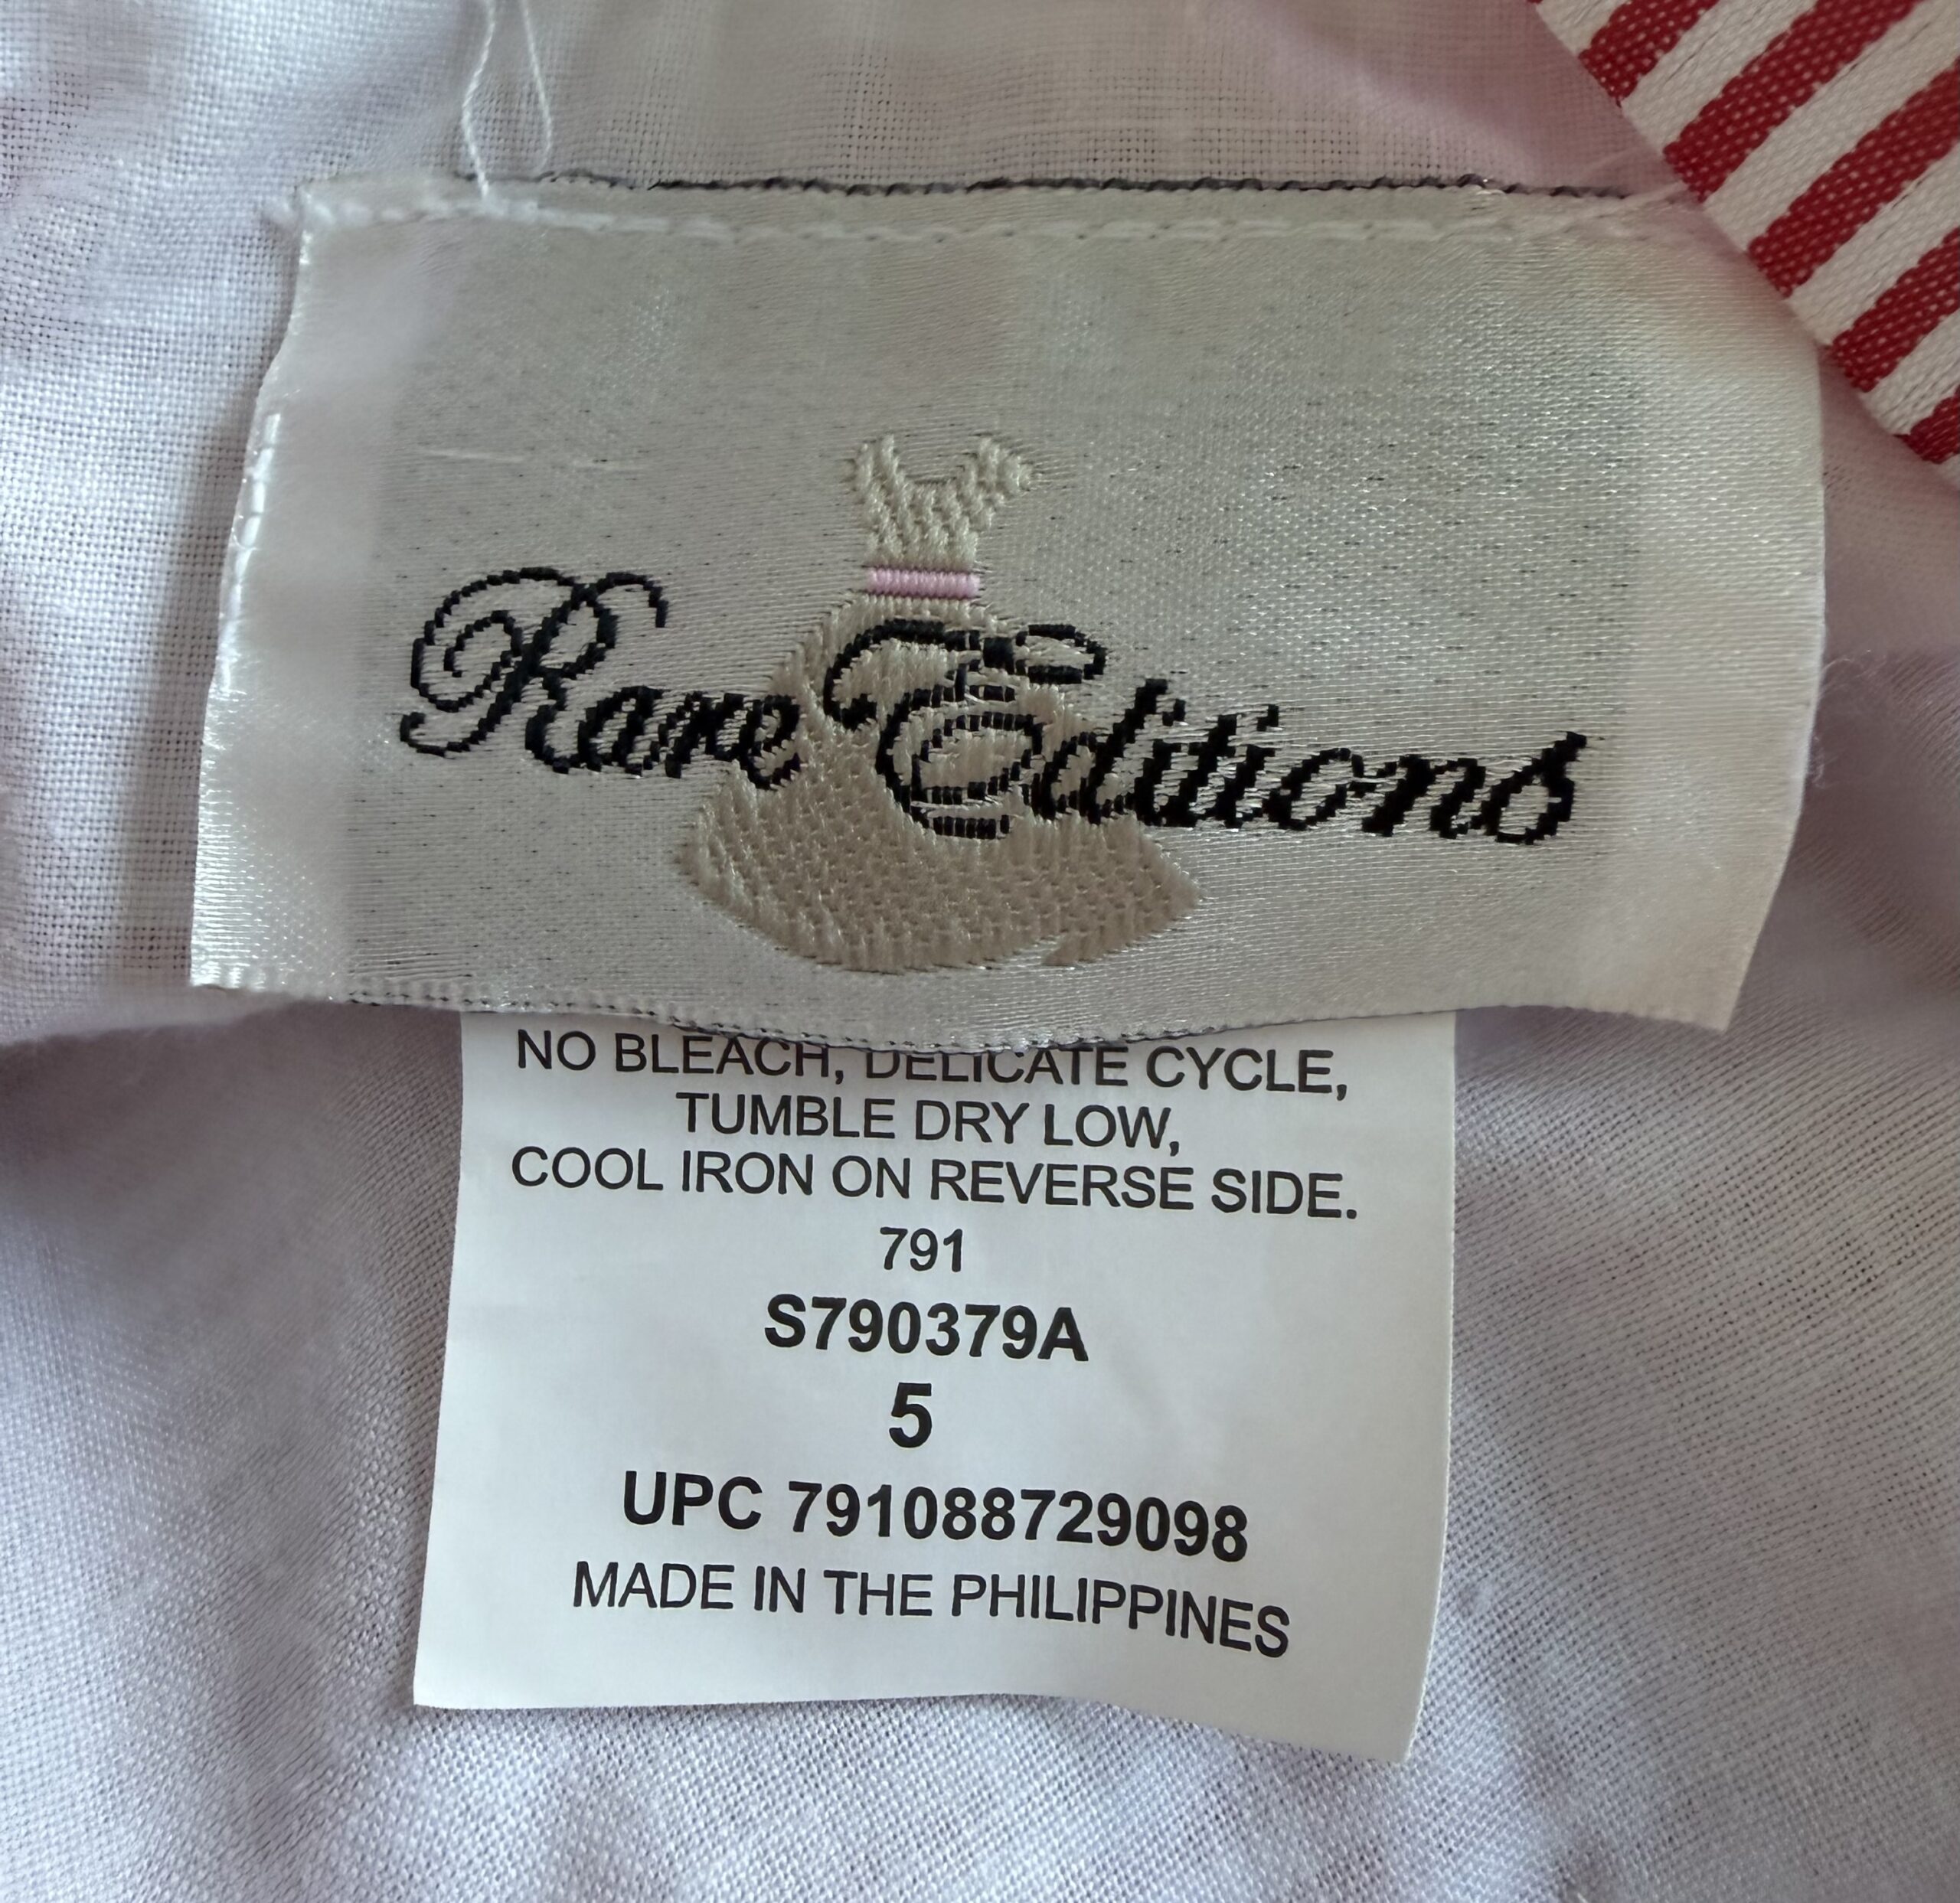 Rare Editions
NO BLEACH, DELICATE CYCLE,
TUMBLE DRY LOW,
COOL IRON ON REVERSE SIDE.
791
S790379A
5
UPC 791088729098
MADE IN THE PHILIPPINES